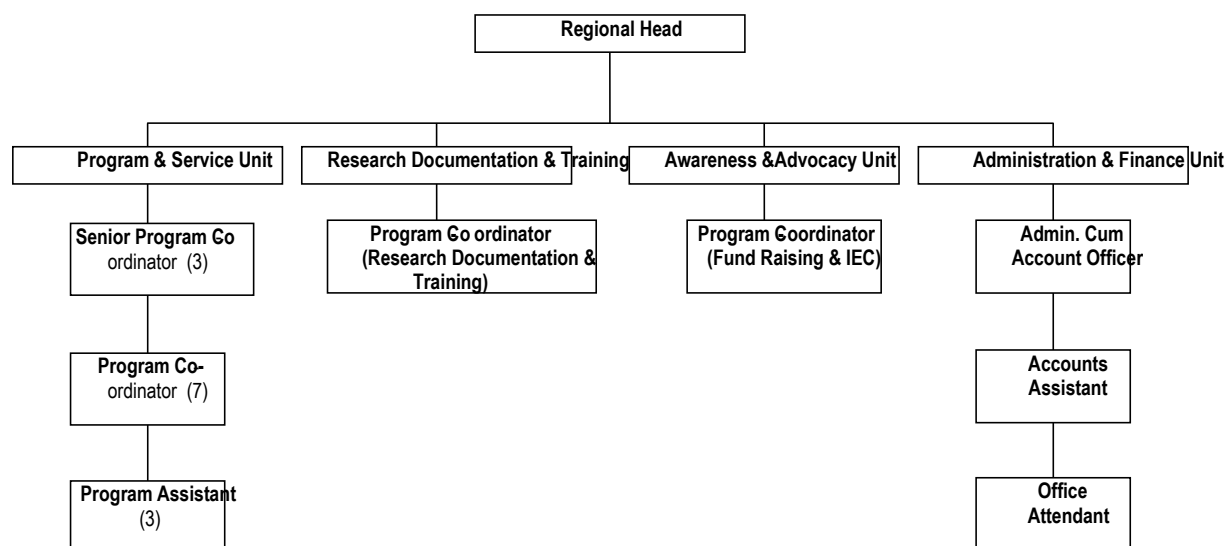 Regional Head
Program & Service Unit
Research Documentation & Training
Awareness &Advocacy Unit
Administration & Finance Unit
Senior Program Co
ordinator (3)
Program Co ordinator
(Research Documentation &
Training)
Program Coordinator
(Fund Raising & IEC)
Admin. Cum
Account Officer
Program Co-
ordinator (7)
Accounts
Assistant
Program Assistant
(3)
Office
Attendant